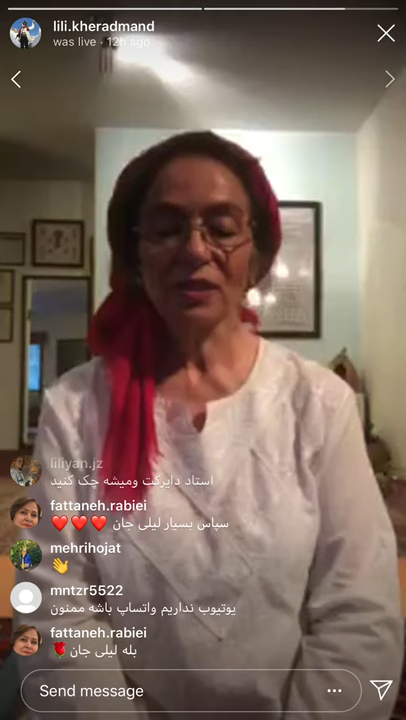 lili.kheradmand
was live · 12h ago
liliyan.jz
استاد دایرکت ومیشه چک کنید
fattaneh.rabiei
سپاس بسیار لیلی جان ❤️❤️❤️
mehrihojat
👋
mntzr5522
یوتیوب نداریم واتساپ باشه ممنون
fattaneh.rabiei
بله لیلی جان🌹
Send message